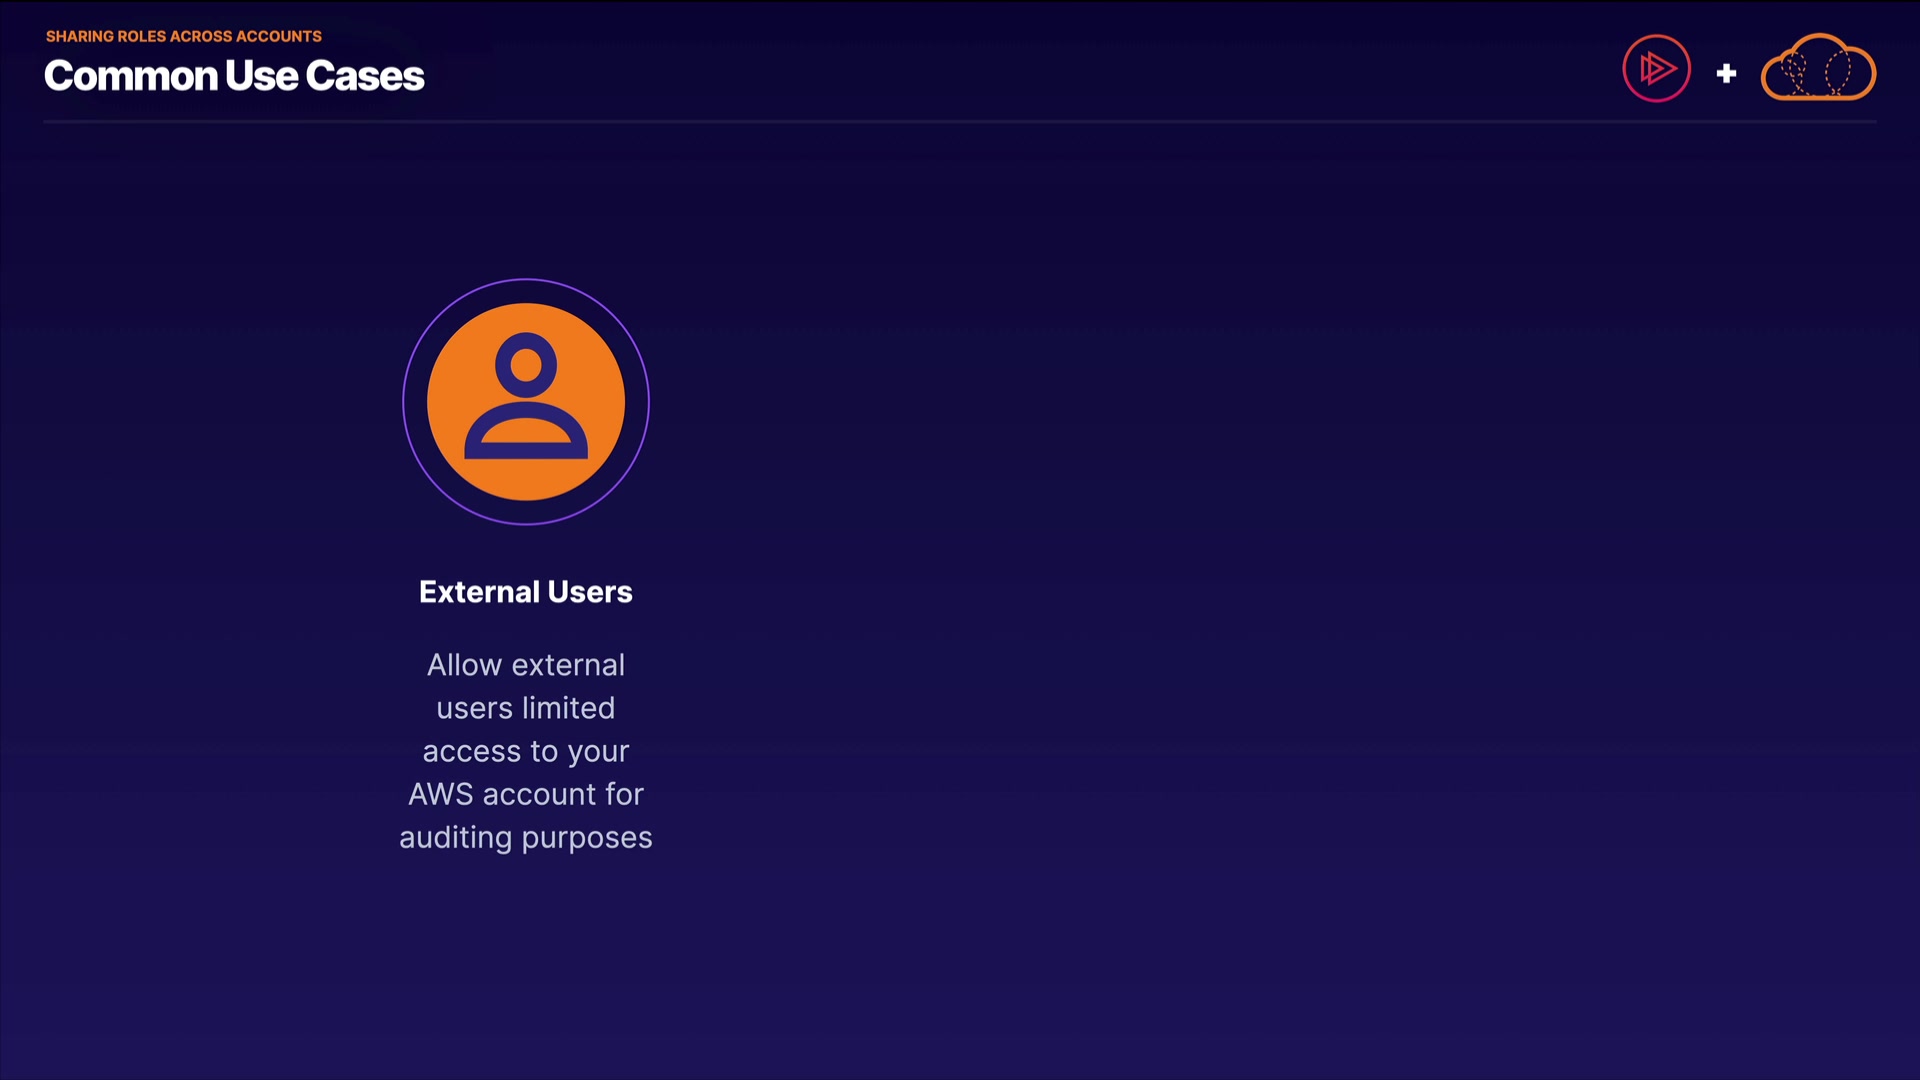 SHARING ROLES ACROSS ACCOUNTS
Common Use Cases
External Users
Allow external
users limited
access to your
AWS account for
auditing purposes